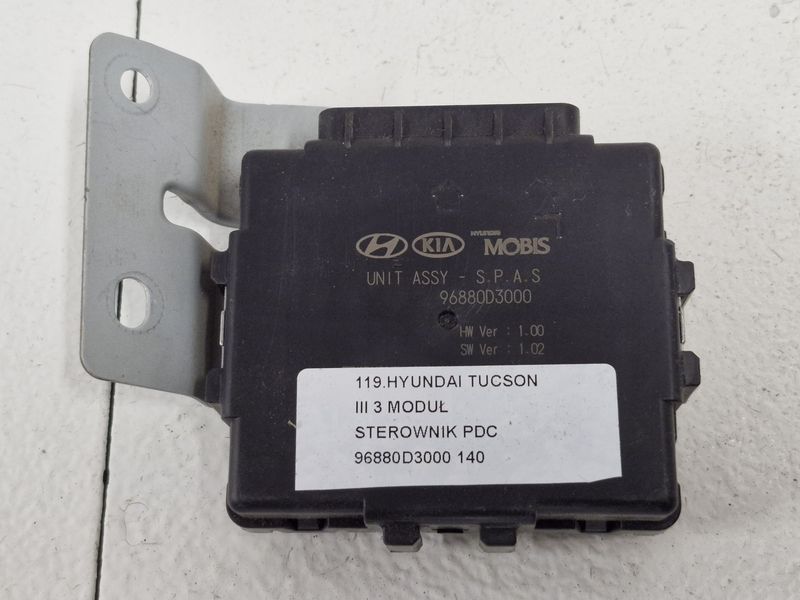 HYUNDAI
KIA MOBIS
UNIT ASSY - S.P.A.S
96880D3000
HW Ver : 1.00
SW Ver : 1.02
119.HYUNDAI TUCSON
III 3 MODUŁ
STEROWNIK PDC
96880D3000 140